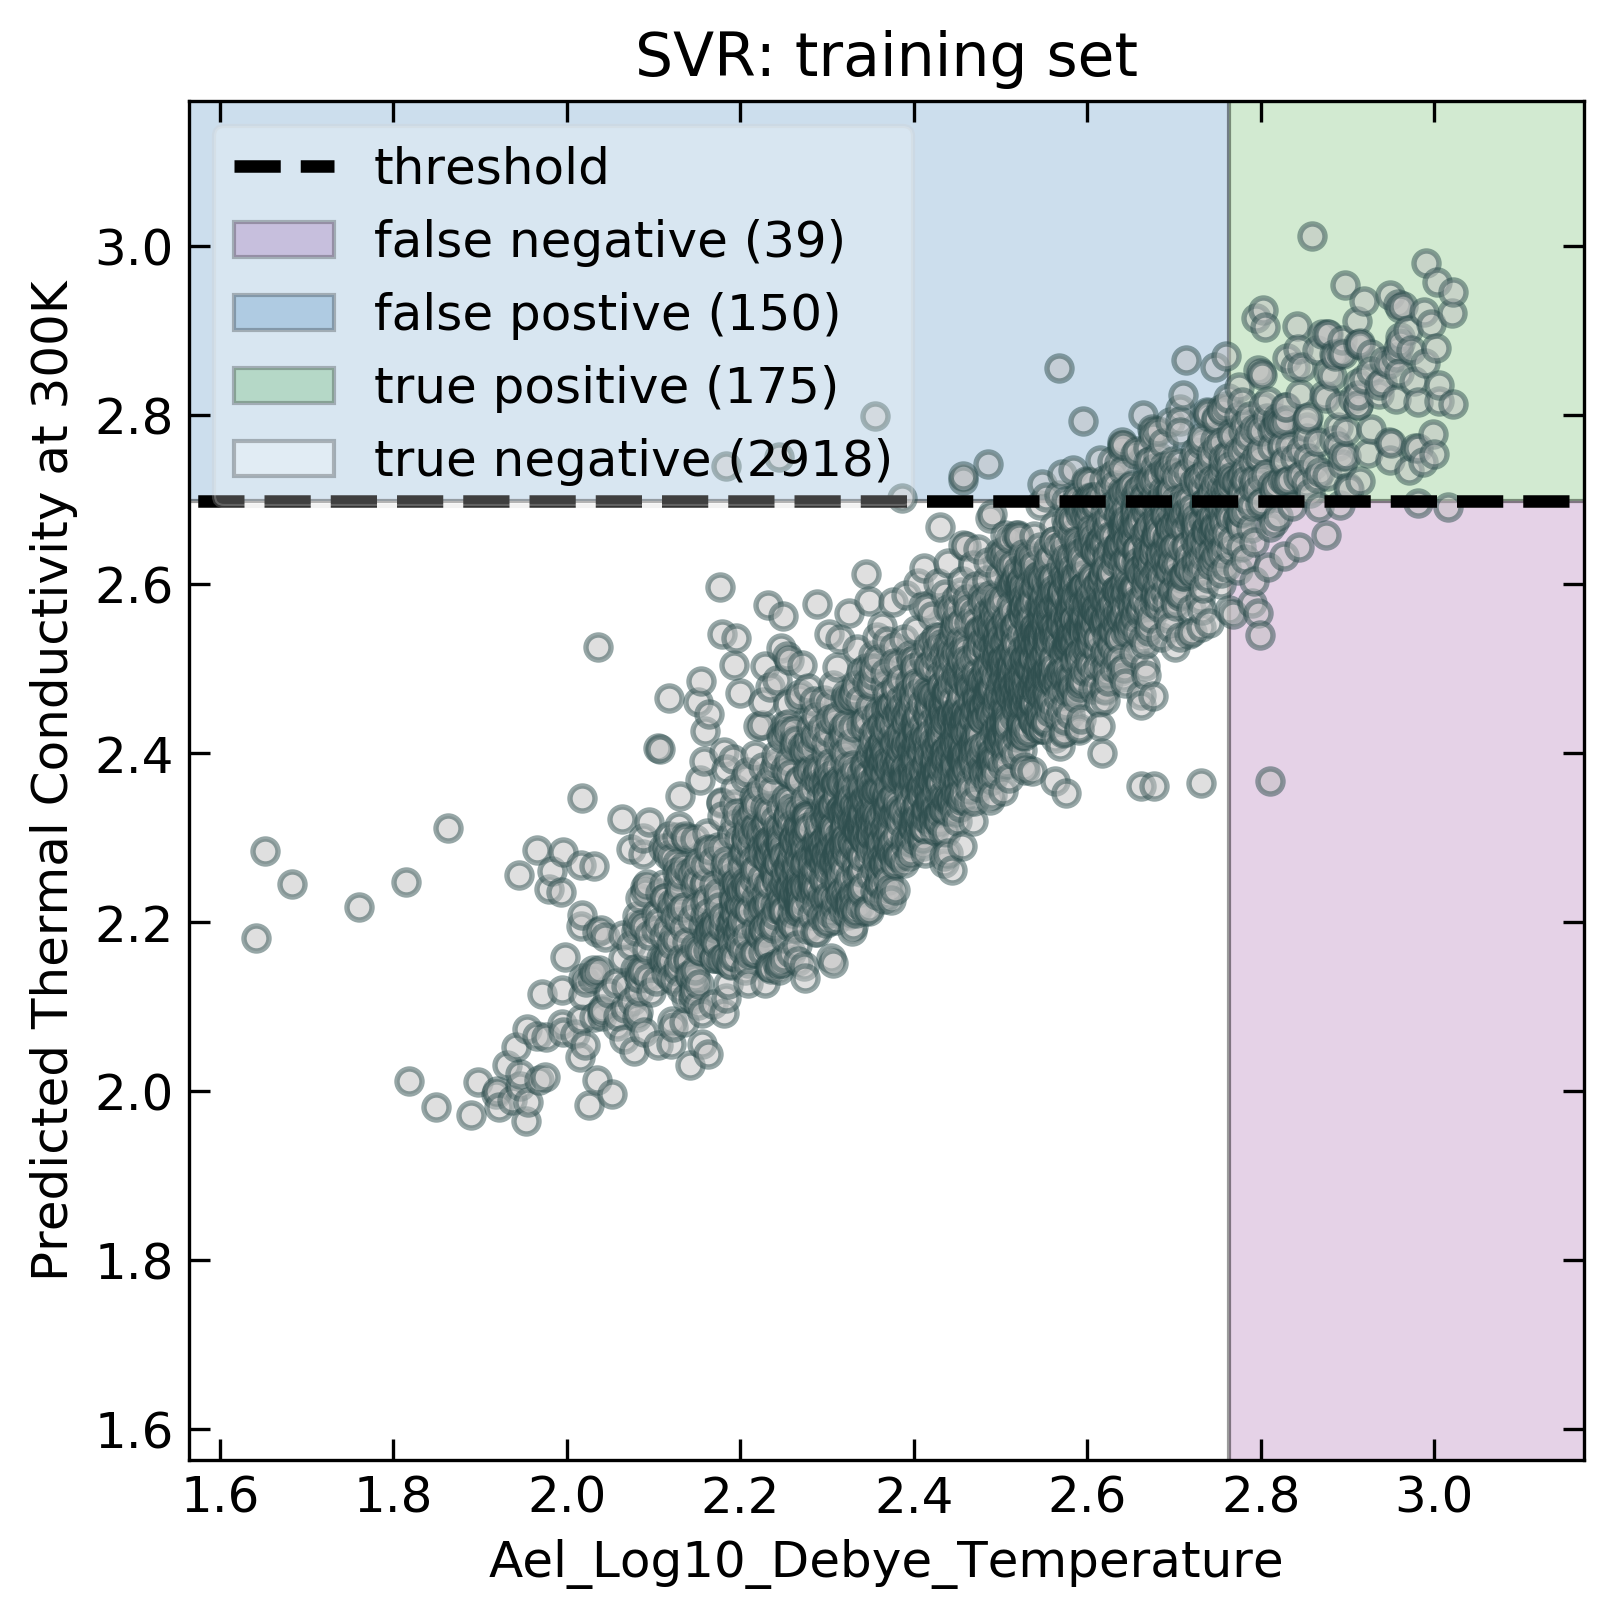 SVR: training set
threshold
false negative (39)
false postive (150)
true positive (175)
true negative (2918)
Predicted Thermal Conductivity at 300K
3.0
2.8
2.6
2.4
2.2
2.0
1.8
1.6
1.6 1.8 2.0 2.2 2.4 2.6 2.8 3.0
Ael_Log10_Debye_Temperature